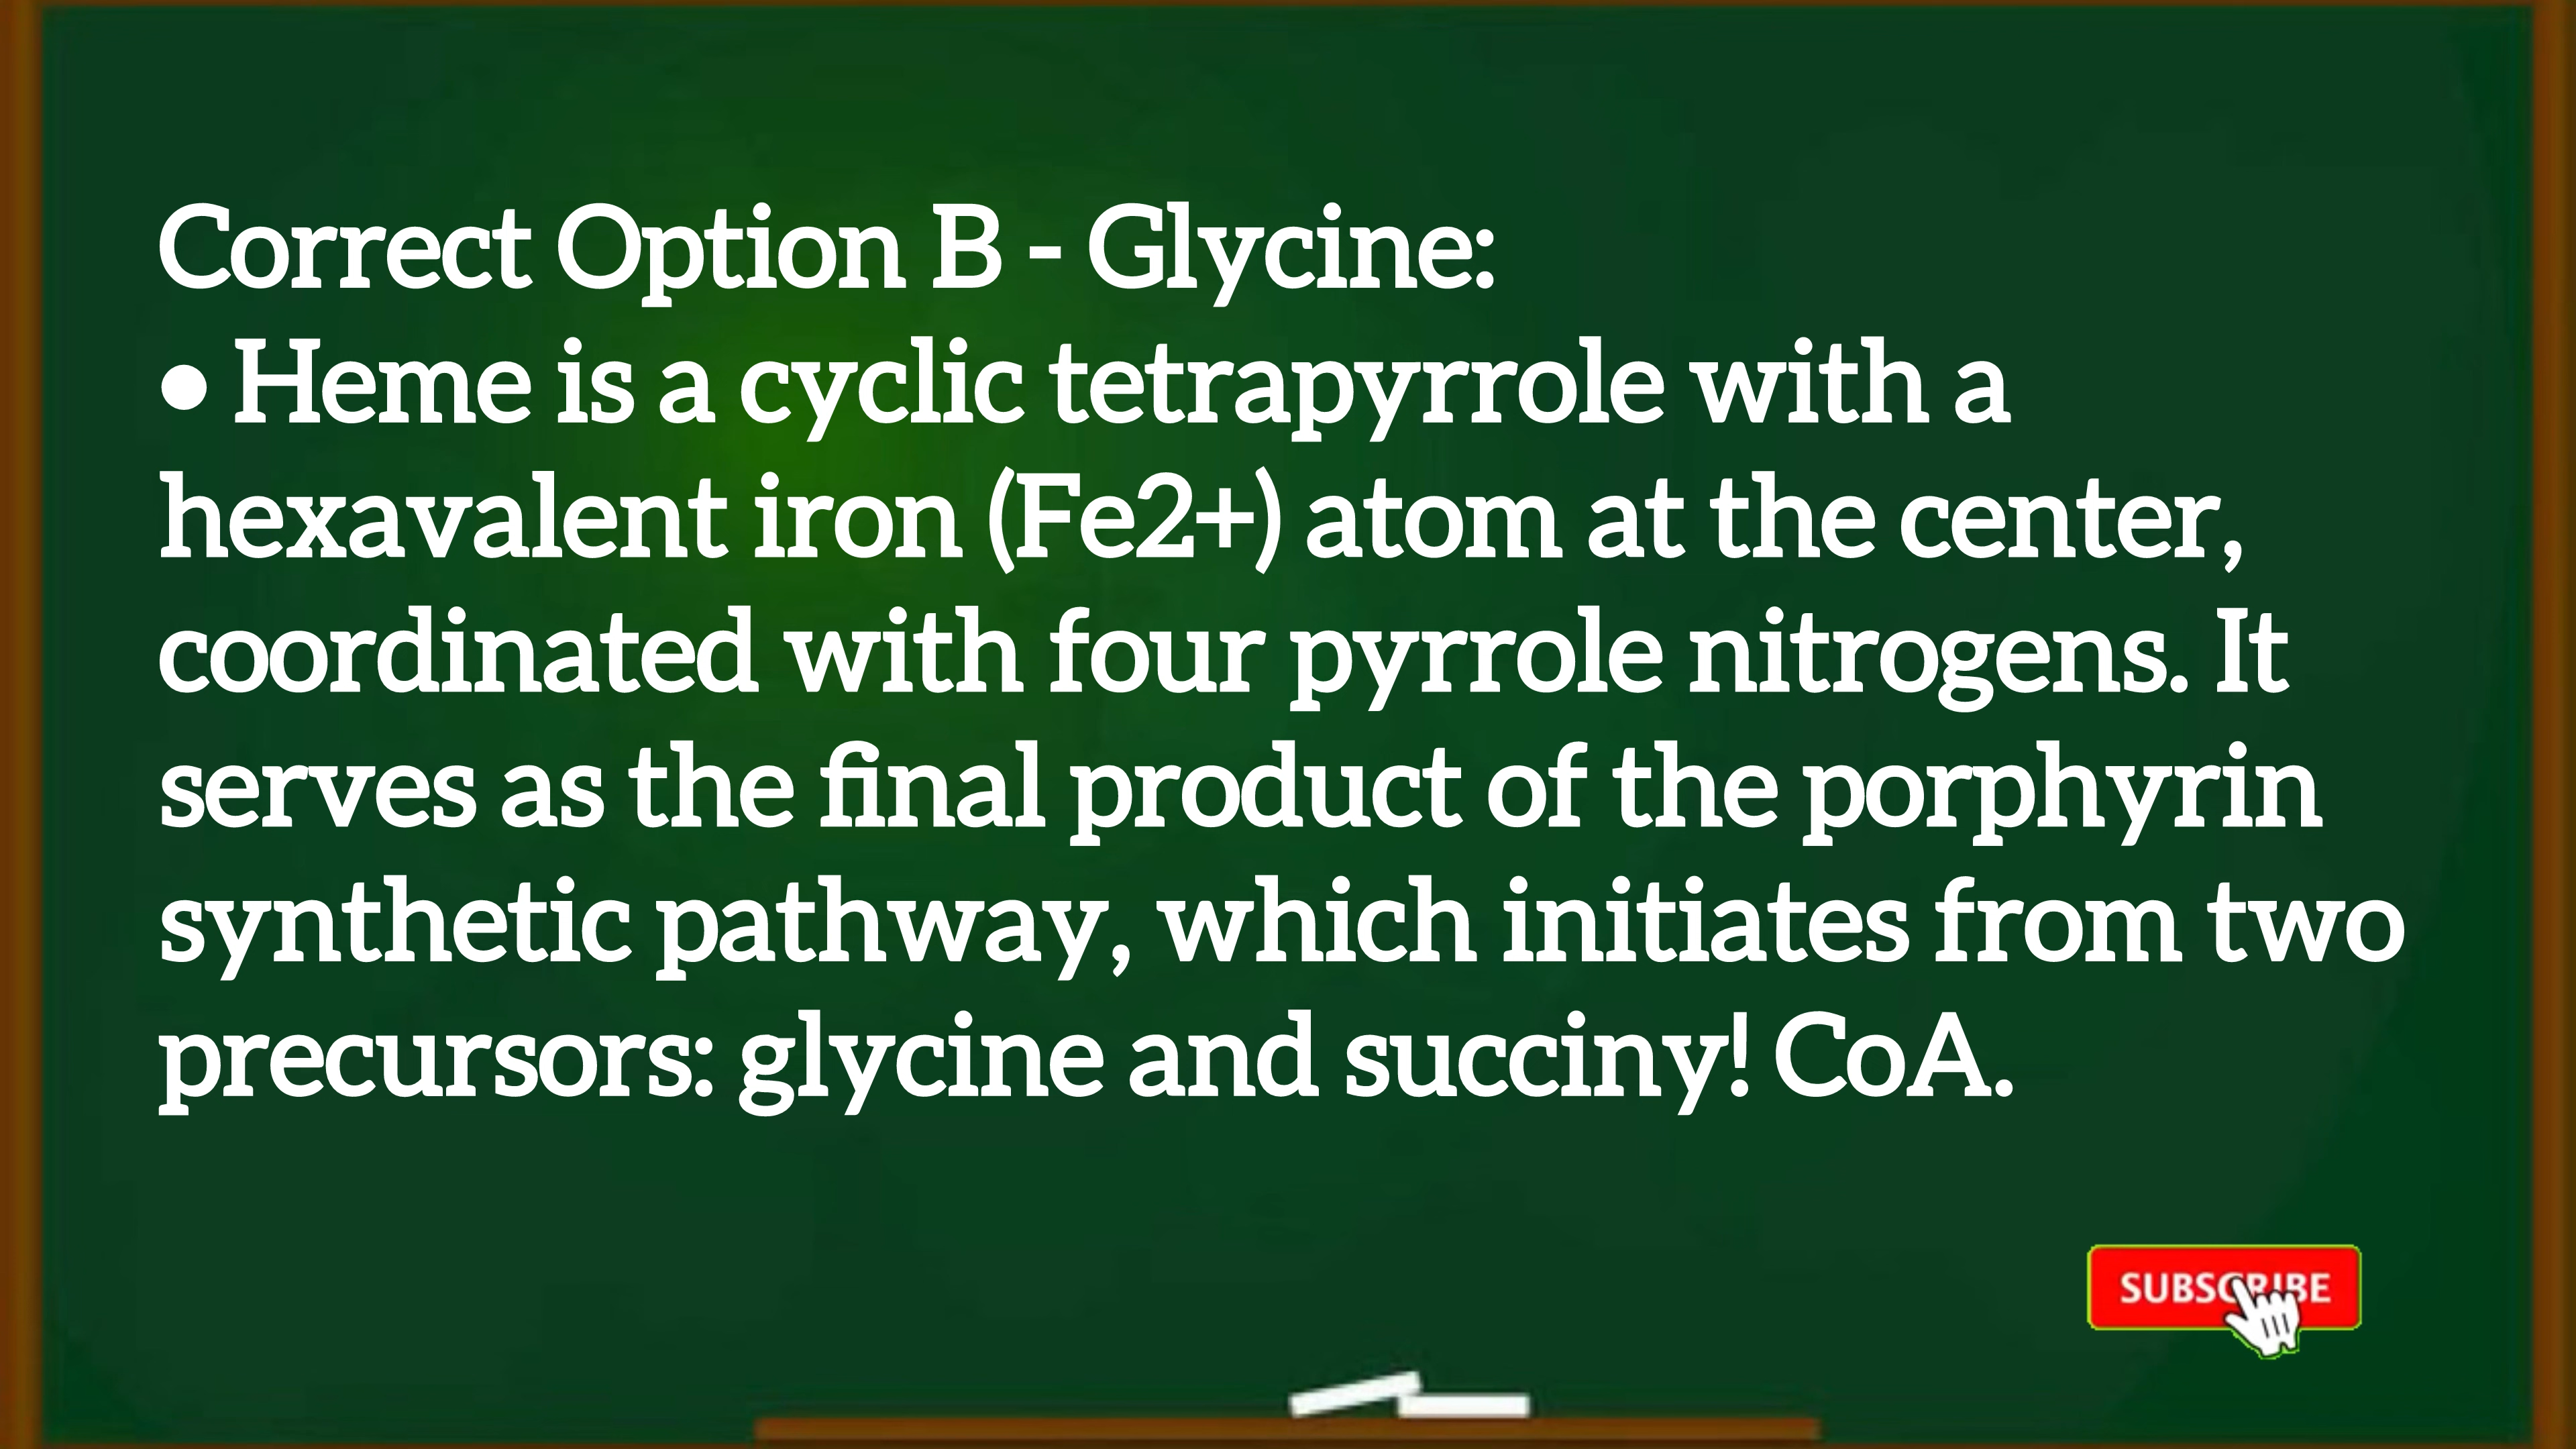 Correct Option B - Glycine:
• Heme is a cyclic tetrapyrrole with a
hexavalent iron (Fe2+) atom at the center,
coordinated with four pyrrole nitrogens. It
serves as the final product of the porphyrin
synthetic pathway, which initiates from two
precursors: glycine and succiny! CoA.
SUBSCRIBE